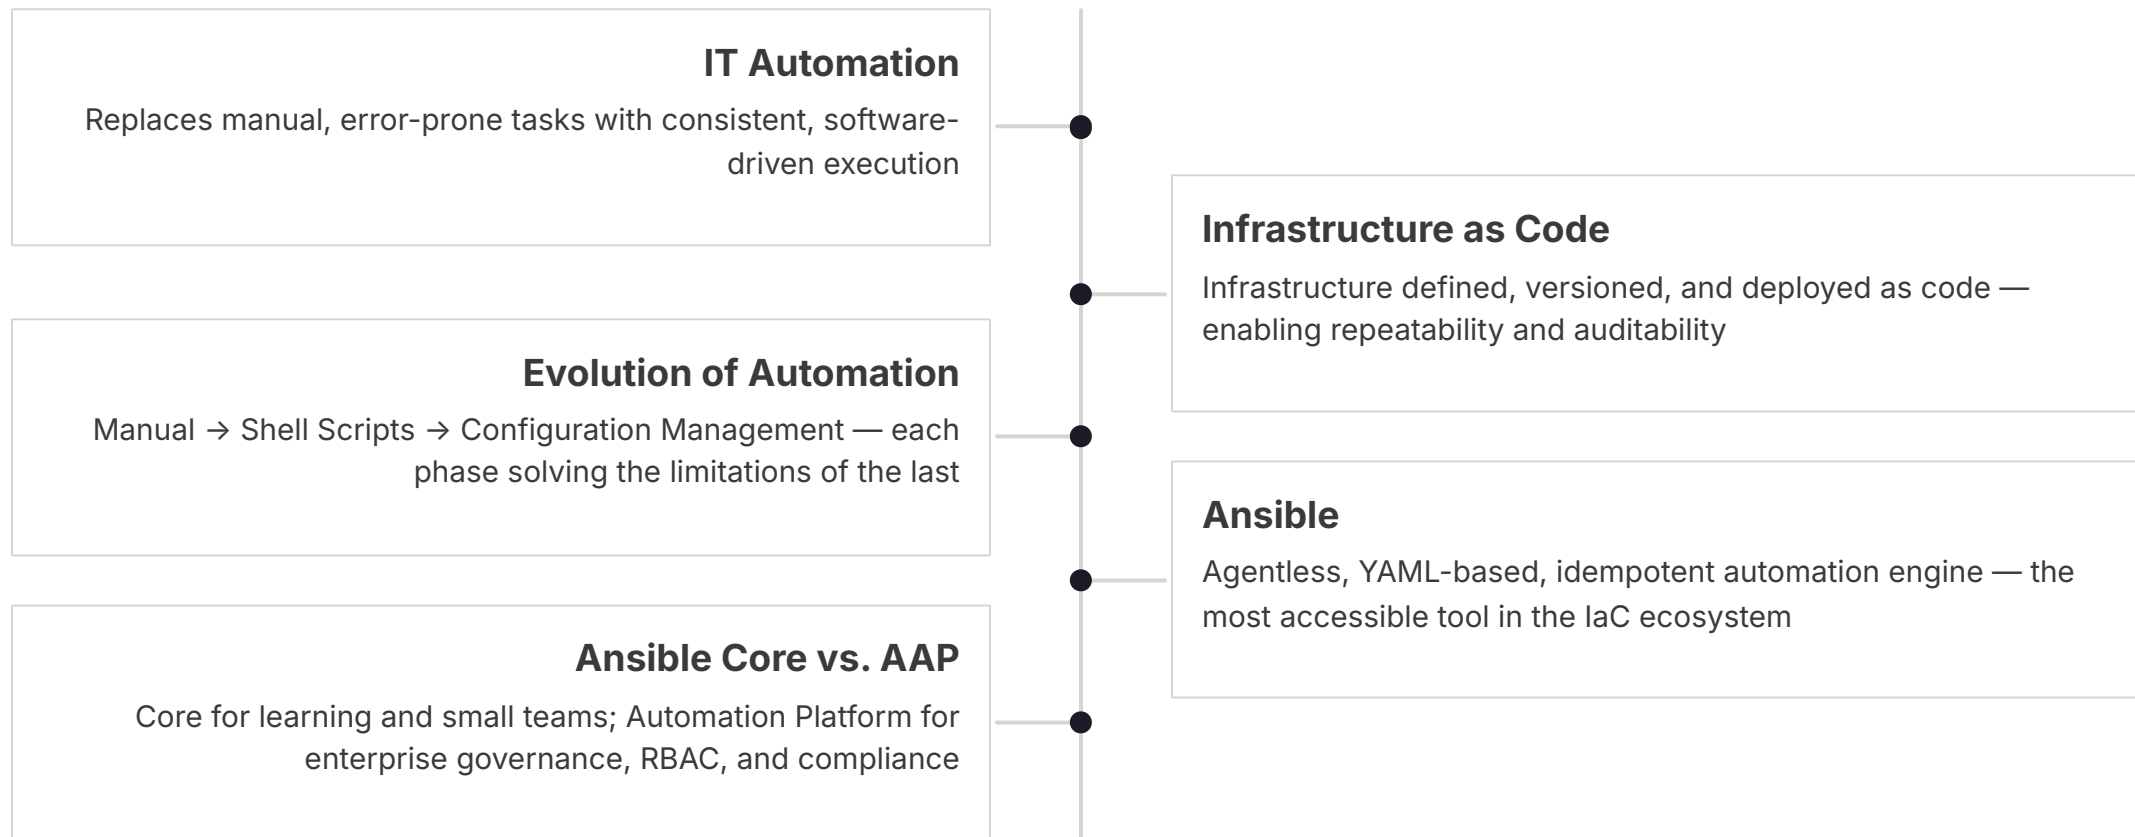 IT Automation
Replaces manual, error-prone tasks with consistent, software-
driven execution
Infrastructure as Code
Infrastructure defined, versioned, and deployed as code —
enabling repeatability and auditability
Evolution of Automation
Manual → Shell Scripts → Configuration Management — each
phase solving the limitations of the last
Ansible
Agentless, YAML-based, idempotent automation engine — the
most accessible tool in the IaC ecosystem
Ansible Core vs. AAP
Core for learning and small teams; Automation Platform for
enterprise governance, RBAC, and compliance